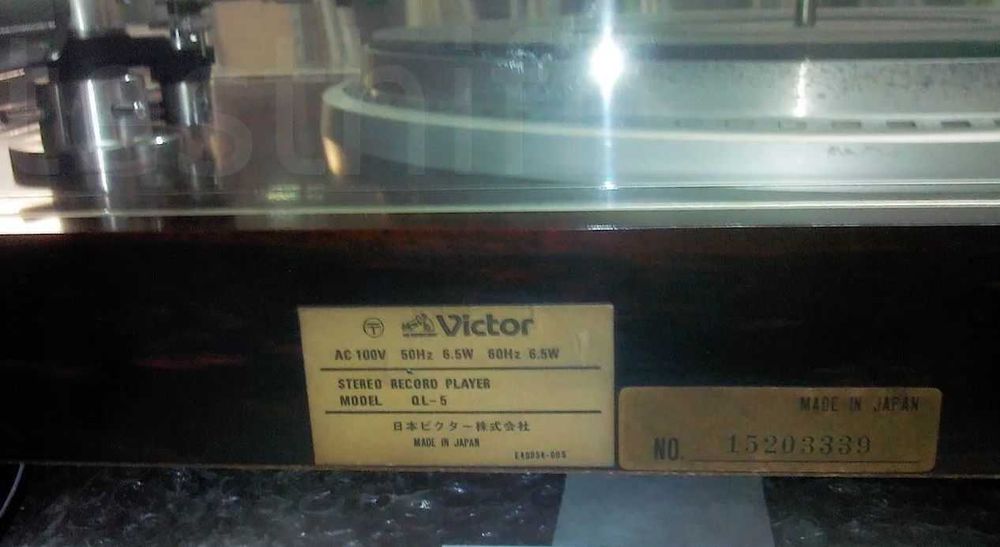 Victor
AC 100V 50Hz 6.5W 60Hz 6.5W
STEREO RECORD PLAYER
MODEL QL-5
日本ビクター株式会社
MADE IN JAPAN
MADE IN JAPAN
NO. 15203339